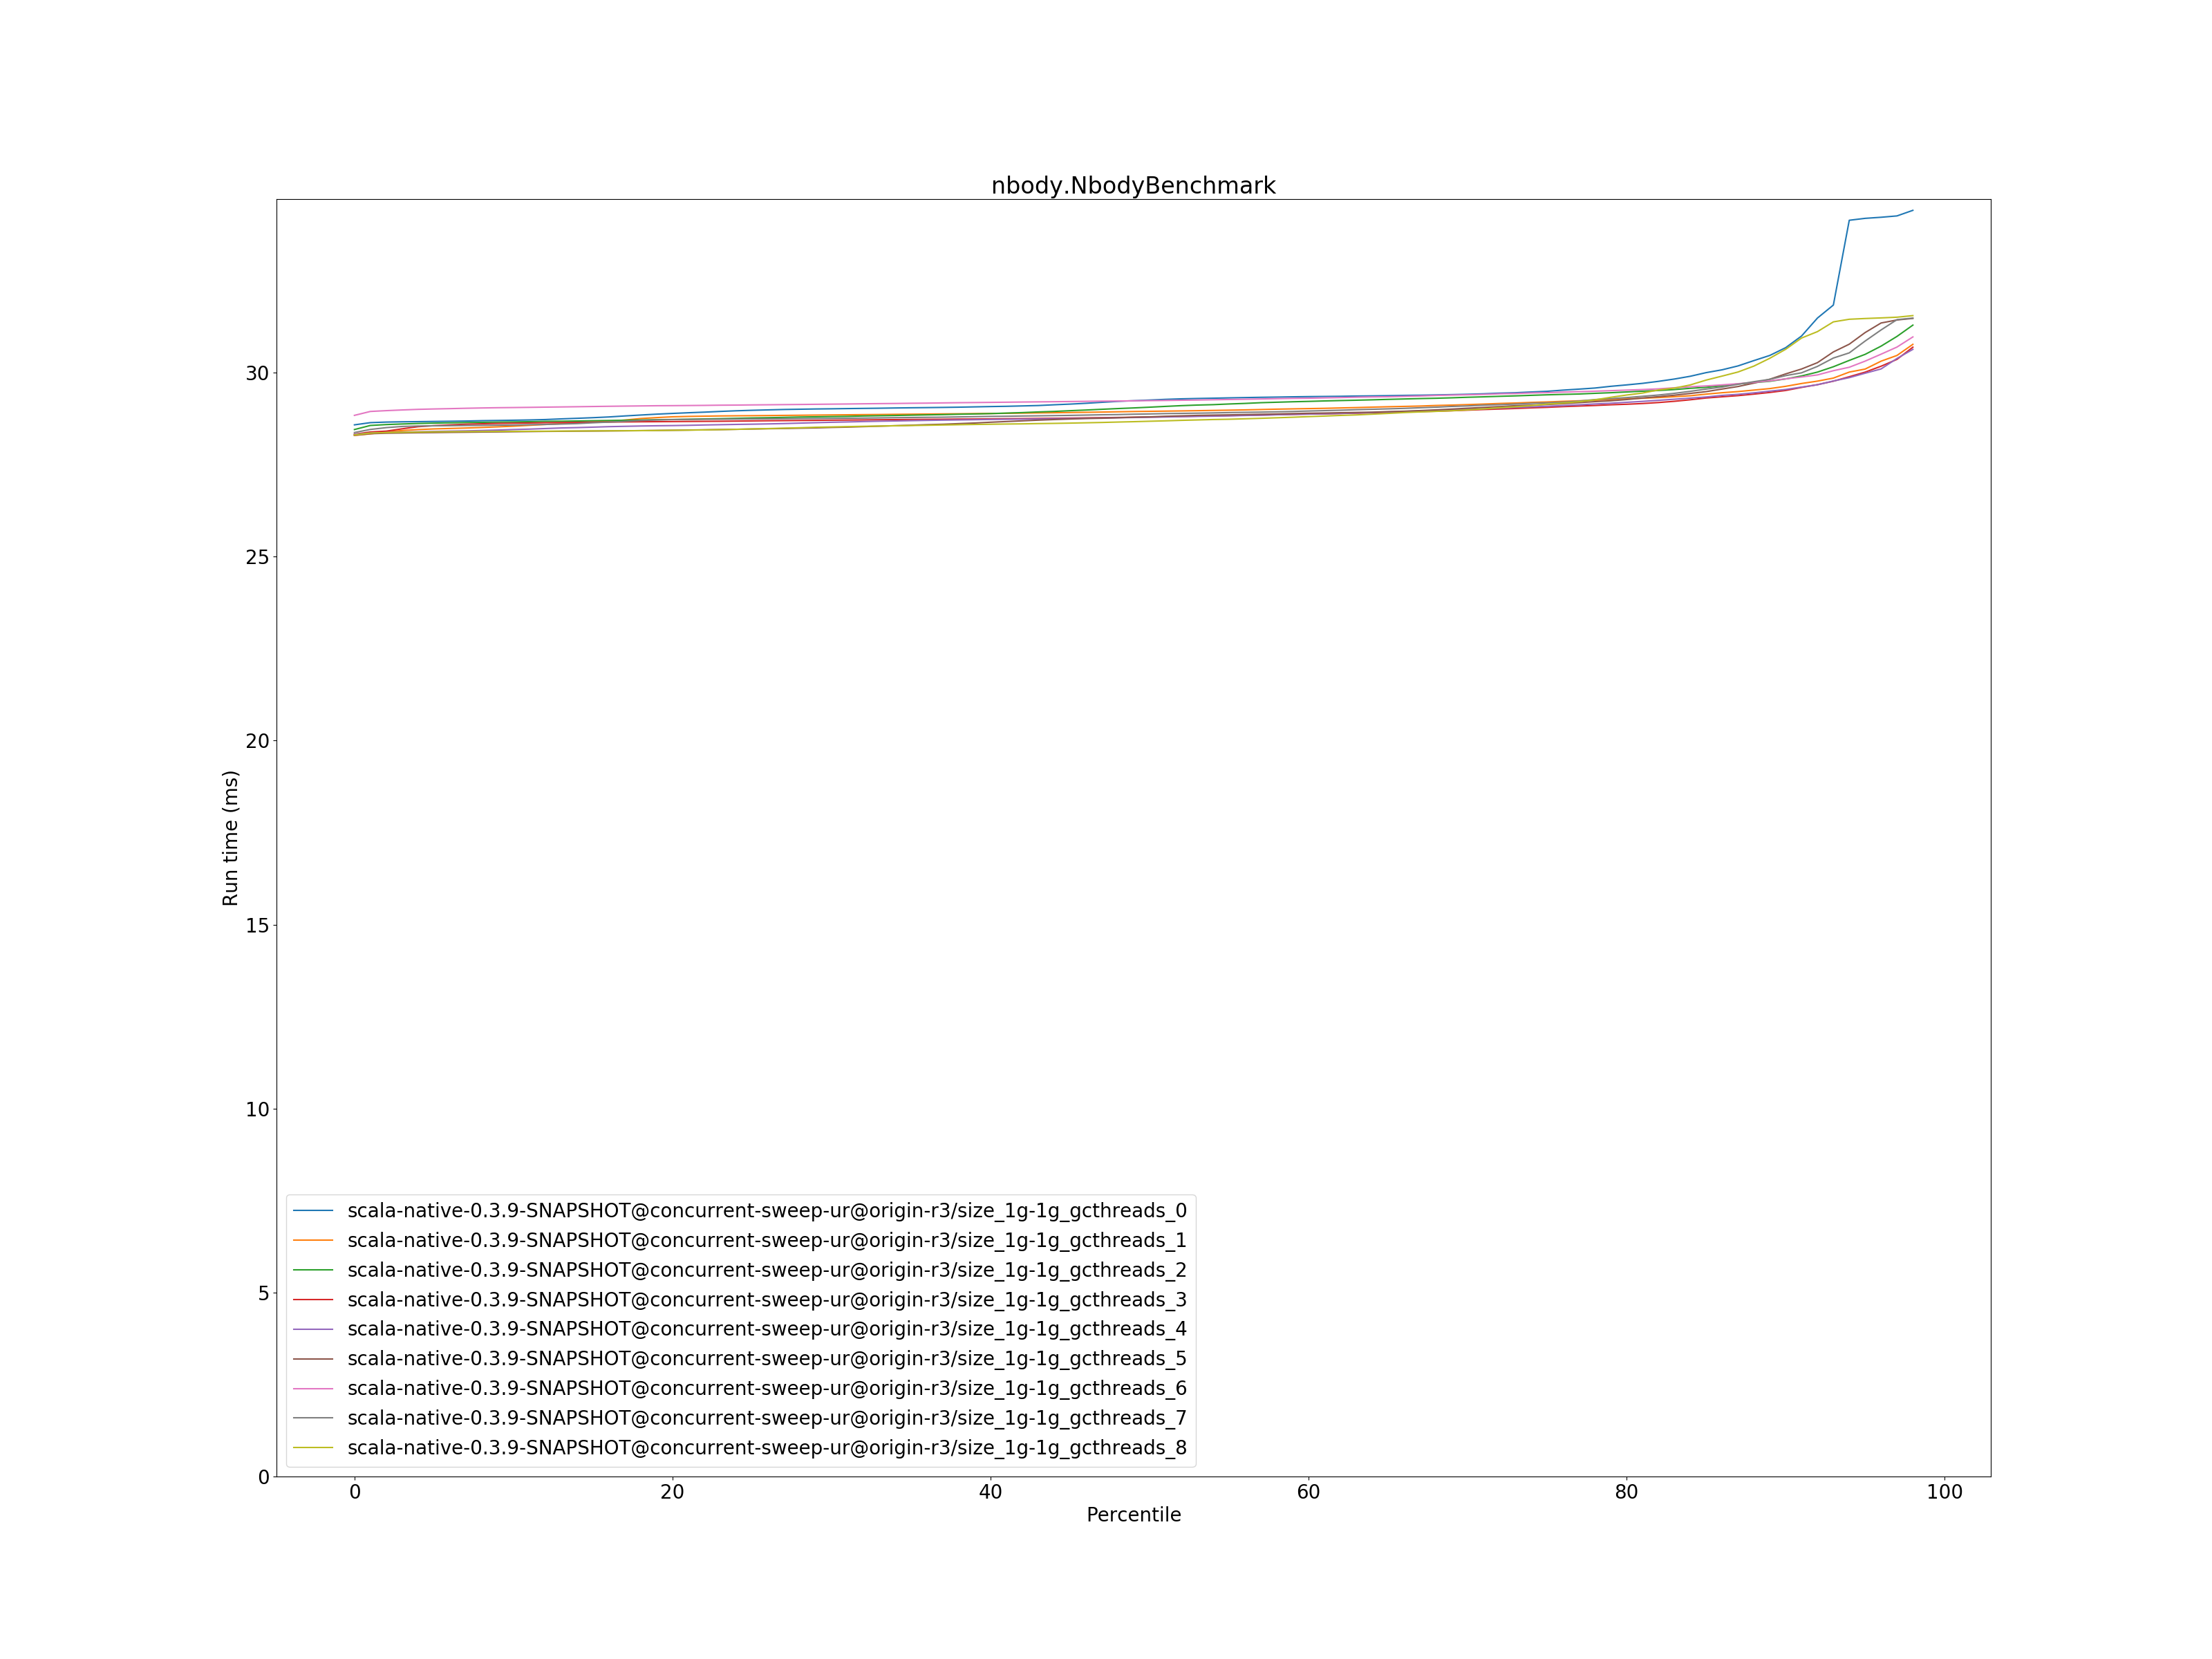 nbody.NbodyBenchmark
30
25
20
15
10
5
0
Run time (ms)
scala-native-0.3.9-SNAPSHOT@concurrent-sweep-ur@origin-r3/size_1g-1g_gcthreads_0
scala-native-0.3.9-SNAPSHOT@concurrent-sweep-ur@origin-r3/size_1g-1g_gcthreads_1
scala-native-0.3.9-SNAPSHOT@concurrent-sweep-ur@origin-r3/size_1g-1g_gcthreads_2
scala-native-0.3.9-SNAPSHOT@concurrent-sweep-ur@origin-r3/size_1g-1g_gcthreads_3
scala-native-0.3.9-SNAPSHOT@concurrent-sweep-ur@origin-r3/size_1g-1g_gcthreads_4
scala-native-0.3.9-SNAPSHOT@concurrent-sweep-ur@origin-r3/size_1g-1g_gcthreads_5
scala-native-0.3.9-SNAPSHOT@concurrent-sweep-ur@origin-r3/size_1g-1g_gcthreads_6
scala-native-0.3.9-SNAPSHOT@concurrent-sweep-ur@origin-r3/size_1g-1g_gcthreads_7
scala-native-0.3.9-SNAPSHOT@concurrent-sweep-ur@origin-r3/size_1g-1g_gcthreads_8
0 20 40 60 80 100
Percentile